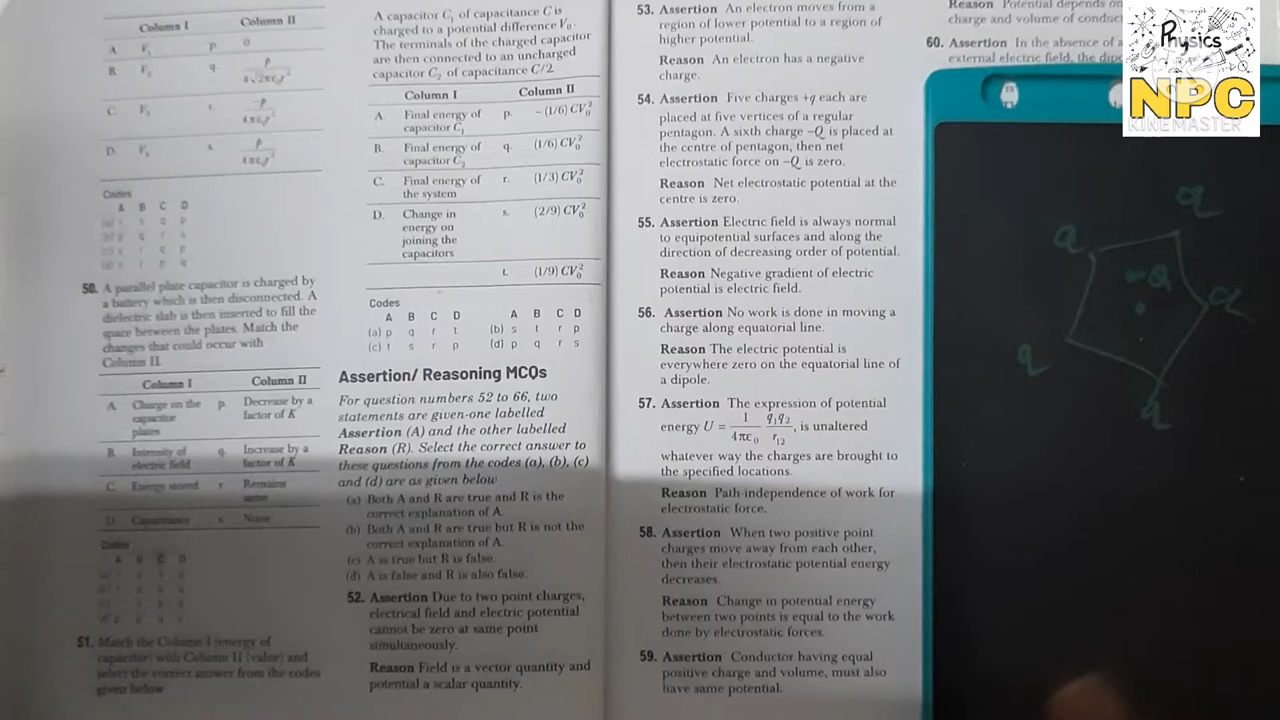 Column I Column II
A. F₁ p. 0
B. F₂ q.
C. F₃ r.
D. F₄ s.
Codes
A B C D
50. A parallel plate capacitor is charged by
a battery which is then disconnected. A
dielectric slab is then inserted to fill the
space between the plates. Match the
changes that could occur with
Column II.
Column I Column II
A. Charge on the capacitor plates p. Decrease by a factor of K
B. Intensity of electric field q. Increase by a factor of K
C. Energy stored r. Remains same
D. Capacitance s. None
Codes
A B C D
51. Match the Column I (energy of
capacitor) with Column II (value) and
select the correct answer from the codes
given below.
A capacitor C₁ of capacitance C is
charged to a potential difference V₀.
The terminals of the charged capacitor
are then connected to an uncharged
capacitor C₂ of capacitance C/2
Column I Column II
A. Final energy of capacitor C₁ p. – (1/6) CV₀²
B. Final energy of capacitor C₂ q. (1/6) CV₀²
C. Final energy of the system r. (1/3) CV₀²
D. Change in energy on joining the capacitors s. (2/9) CV₀²
t. (1/9) CV₀²
Codes
A B C D A B C D
(a) p q r t (b) s t r p
(c) t s r p (d) p q r s
Assertion/ Reasoning MCQs
For question numbers 52 to 66, two
statements are given-one labelled
Assertion (A) and the other labelled
Reason (R). Select the correct answer to
these questions from the codes (a), (b), (c)
and (d) are as given below
(a) Both A and R are true and R is the
correct explanation of A.
(b) Both A and R are true but R is not the
correct explanation of A.
(c) A is true but R is false.
(d) A is false and R is also false.
52. Assertion Due to two point charges,
electrical field and electric potential
cannot be zero at same point
simultaneously.
Reason Field is a vector quantity and
potential a scalar quantity.
53. Assertion An electron moves from a
region of lower potential to a region of
higher potential.
Reason An electron has a negative
charge.
54. Assertion Five charges +q each are
placed at five vertices of a regular
pentagon. A sixth charge –Q is placed at
the centre of pentagon, then net
electrostatic force on –Q is zero.
Reason Net electrostatic potential at the
centre is zero.
55. Assertion Electric field is always normal
to equipotential surfaces and along the
direction of decreasing order of potential.
Reason Negative gradient of electric
potential is electric field.
56. Assertion No work is done in moving a
charge along equatorial line.
Reason The electric potential is
everywhere zero on the equatorial line of
a dipole.
57. Assertion The expression of potential
energy U = 1/4πε₀ q₁q₂/r₁₂, is unaltered
whatever way the charges are brought to
the specified locations.
Reason Path independence of work for
electrostatic force.
58. Assertion When two positive point
charges move away from each other,
then their electrostatic potential energy
decreases.
Reason Change in potential energy
between two points is equal to the work
done by electrostatic forces.
59. Assertion Conductor having equal
positive charge and volume, must also
have same potential.
Reason Potential depends on
charge and volume of conduc
60. Assertion In the absence of a
external electric field, the dipo
Physics
NPC
KINEMASTER
q
q
-Q
q
q
q